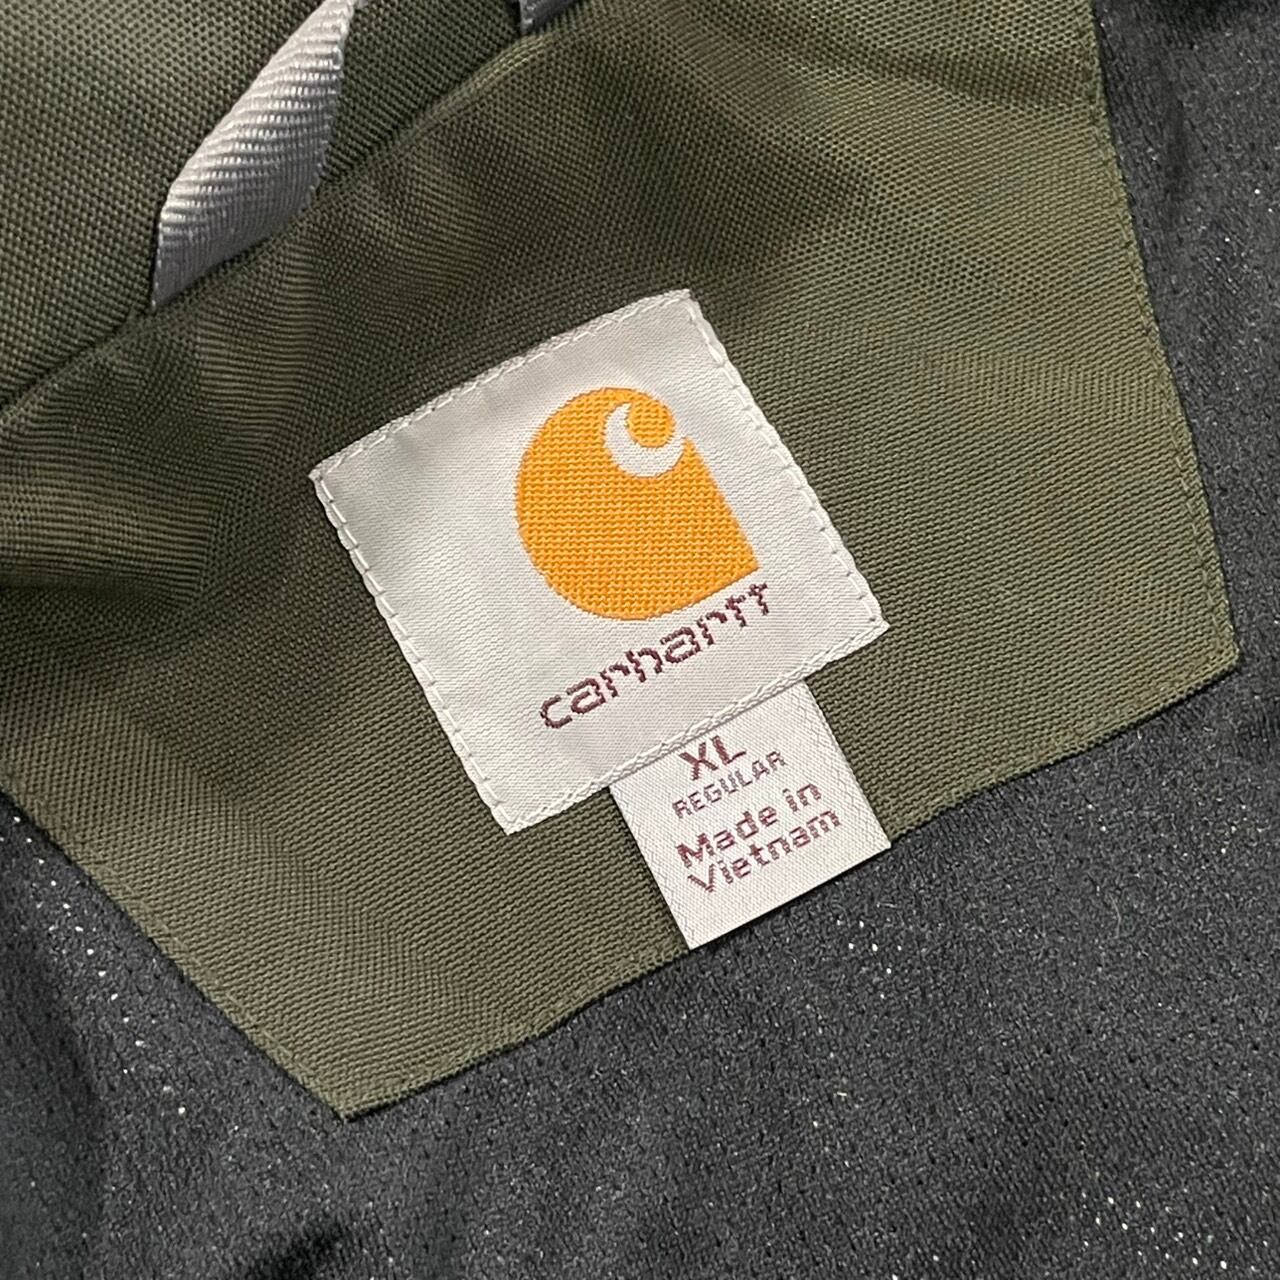 carhartt
XL
REGULAR
Made in
Vietnam